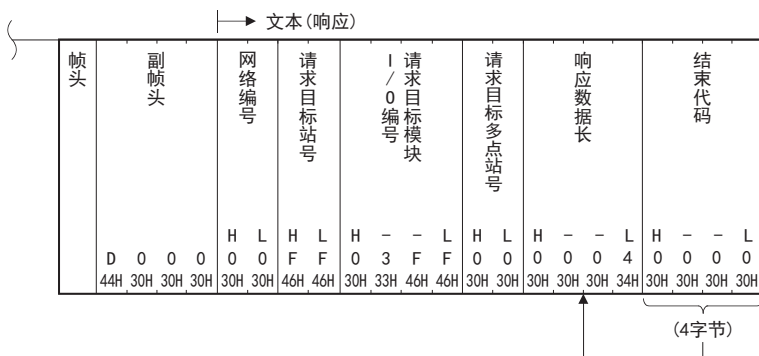 文本(响应)
帧头
副帧头
网络编号
请求目标站号
请求目标模块
I/O编号
请求目标多点站号
响应数据长
结束代码
H L H L H - - L H L H - - L H - - L
D 0 0 0 0 0 F F 0 3 F F 0 0 0 0 0 4 0 0 0 0
44H 30H 30H 30H 30H 30H 46H 46H 30H 33H 46H 46H 30H 30H 30H 30H 30H 34H 30H 30H 30H 30H
(4字节)